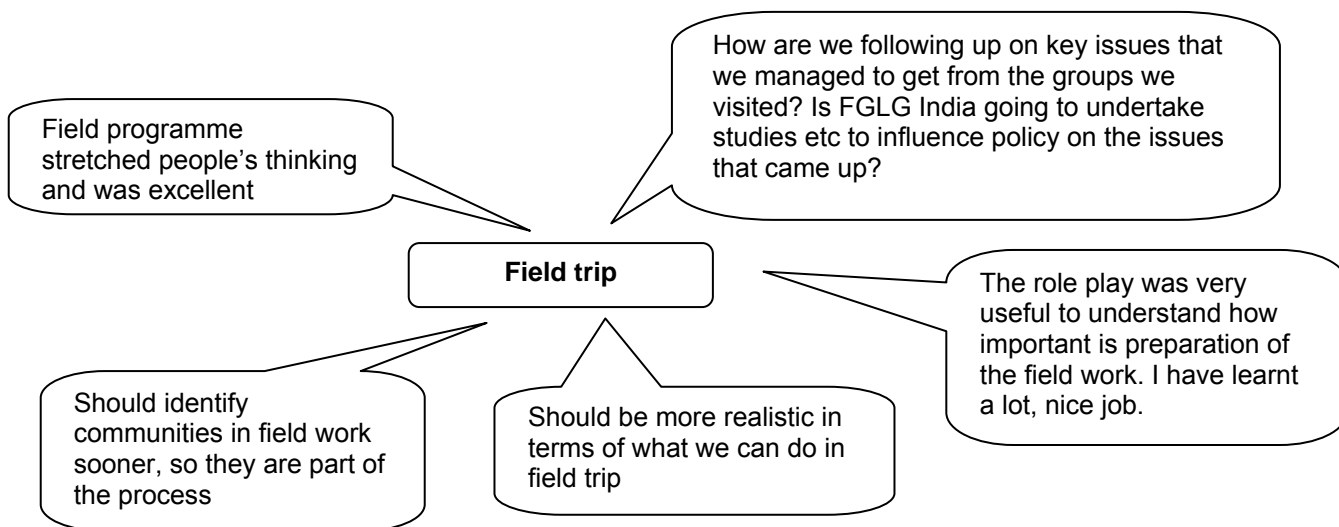 How are we following up on key issues that
we managed to get from the groups we
visited? Is FGLG India going to undertake
studies etc to influence policy on the issues
that came up?
Field programme
stretched people’s thinking
and was excellent
Field trip
The role play was very
useful to understand how
important is preparation of
the field work. I have learnt
a lot, nice job.
Should identify
communities in field work
sooner, so they are part of
the process
Should be more realistic in
terms of what we can do in
field trip